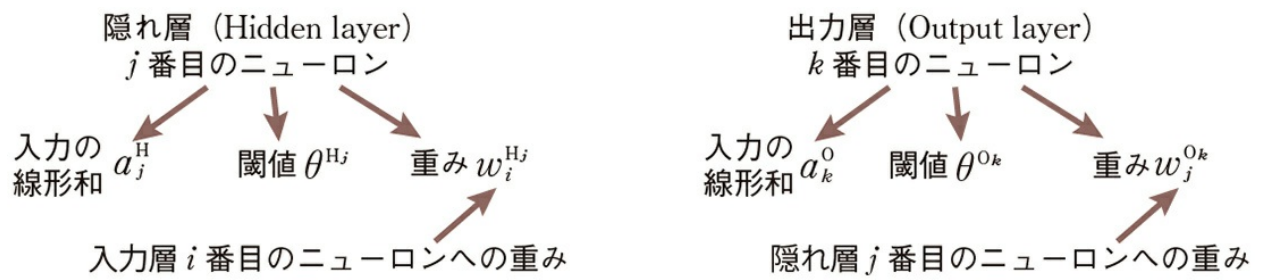 隠れ層（Hidden layer）
j 番目のニューロン
入力の
線形和 a_j^H
閾値 θ^{Hj}
重み w_i^{Hj}
入力層 i 番目のニューロンへの重み
出力層（Output layer）
k 番目のニューロン
入力の
線形和 a_k^O
閾値 θ^{Ok}
重み w_j^{Ok}
隠れ層 j 番目のニューロンへの重み